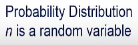 Probability Distribution
n is a random variable